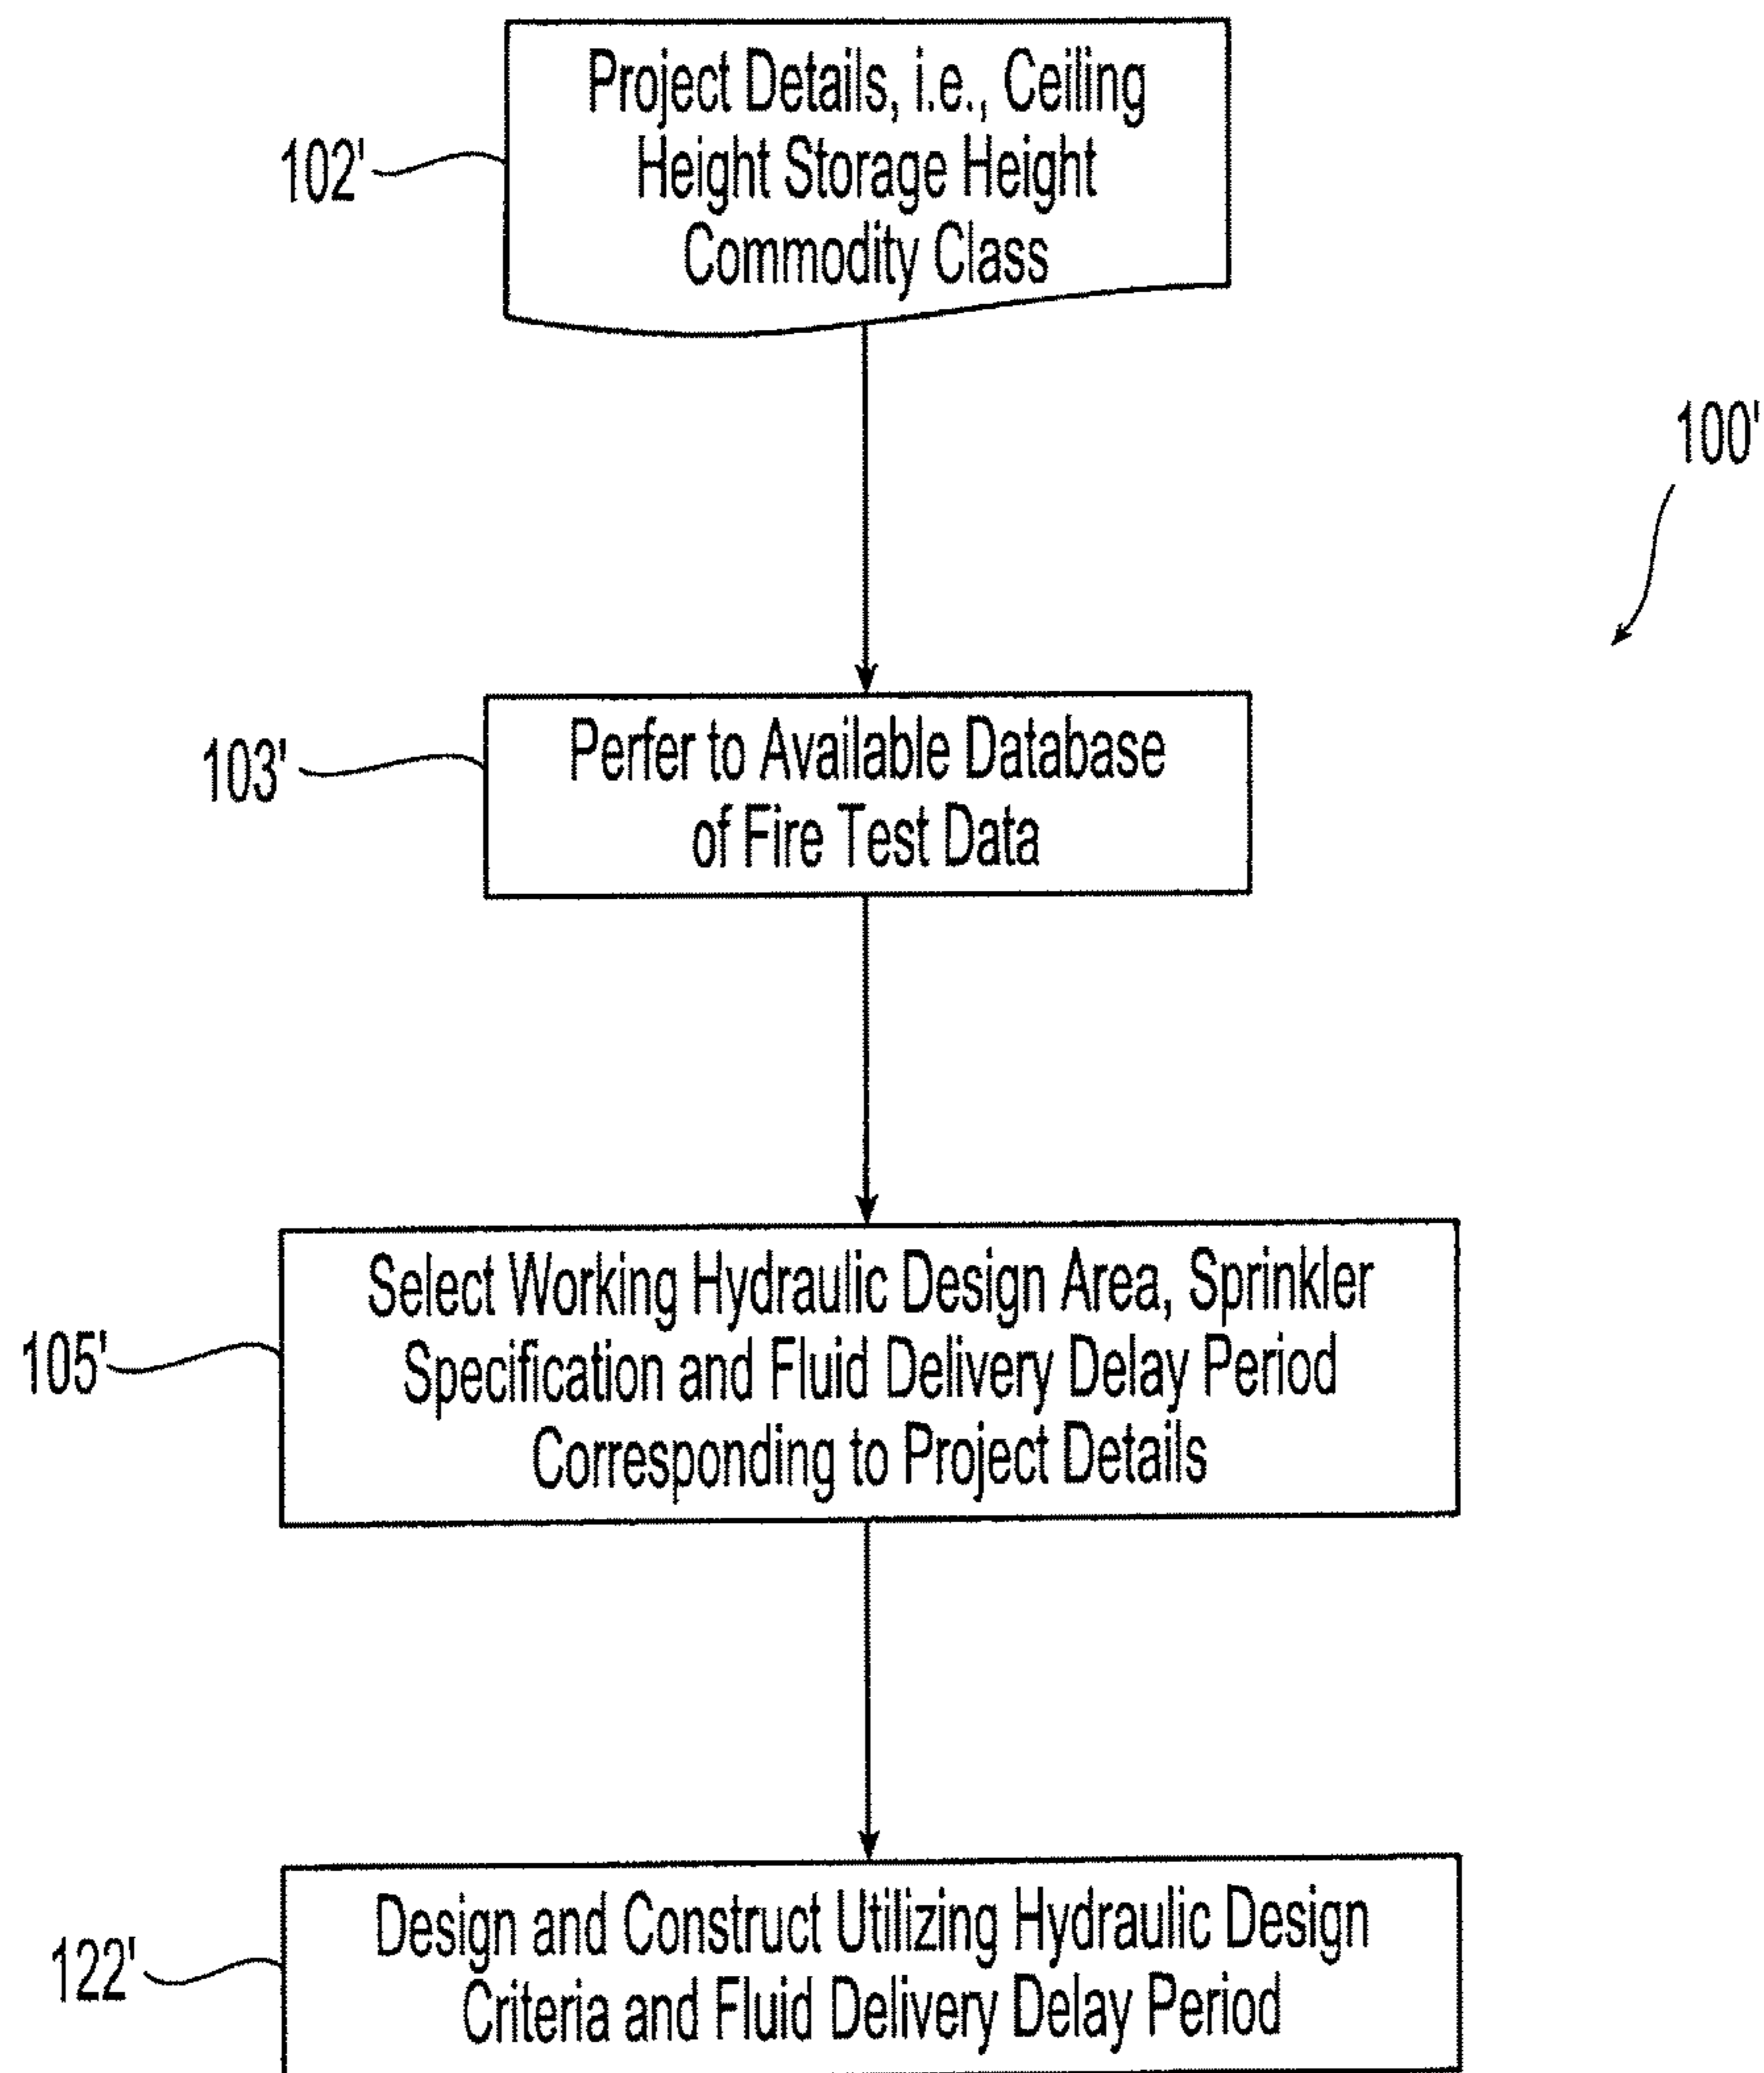 Project Details, i.e., Ceiling
Height Storage Height
Commodity Class
102'
100'
Perfer to Available Database
of Fire Test Data
103'
Select Working Hydraulic Design Area, Sprinkler
Specification and Fluid Delivery Delay Period
Corresponding to Project Details
105'
Design and Construct Utilizing Hydraulic Design
Criteria and Fluid Delivery Delay Period
122'